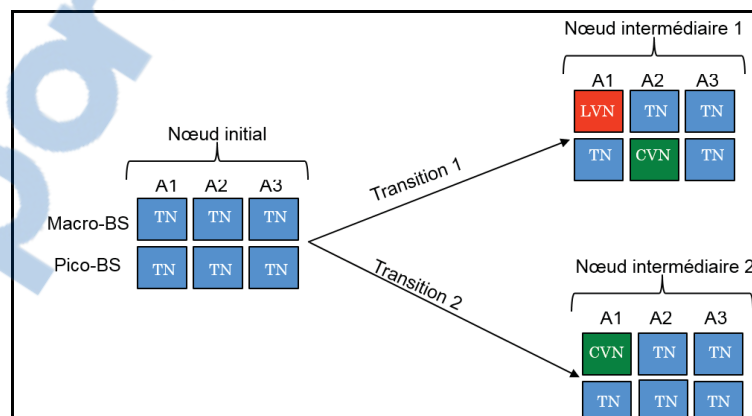 Nœud intermédiaire 1
A1 A2 A3
LVN TN TN
TN CVN TN
Transition 1
Nœud initial
A1 A2 A3
Macro-BS TN TN TN
Pico-BS TN TN TN
Transition 2
Nœud intermédiaire 2
A1 A2 A3
CVN TN TN
TN TN TN